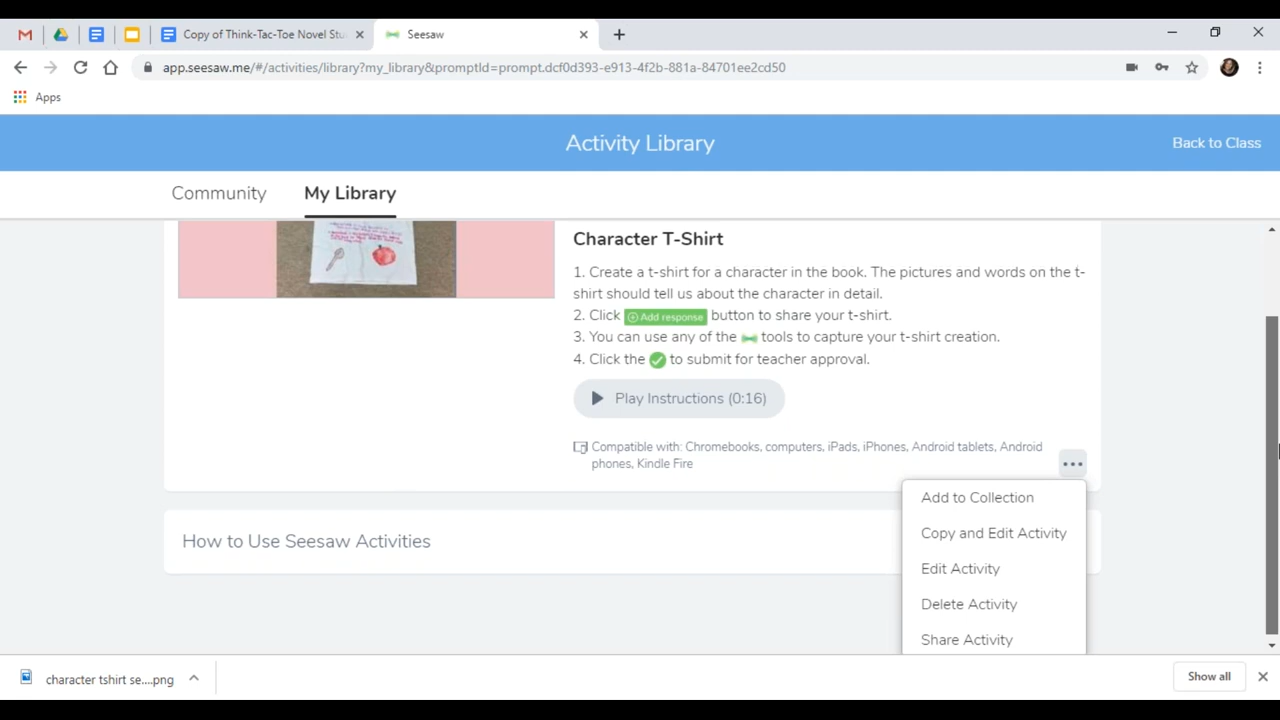 Copy of Think-Tac-Toe Novel Stu
Seesaw
app.seesaw.me/#/activities/library?my_library&promptId=prompt.dcf0d393-e913-4f2b-881a-84701ee2cd50
Apps
Activity Library
Back to Class
Community
My Library
Character T-Shirt
1. Create a t-shirt for a character in the book. The pictures and words on the t-
shirt should tell us about the character in detail.
2. Click Add response button to share your t-shirt.
3. You can use any of the tools to capture your t-shirt creation.
4. Click the to submit for teacher approval.
Play Instructions (0:16)
Compatible with: Chromebooks, computers, iPads, iPhones, Android tablets, Android
phones, Kindle Fire
Add to Collection
Copy and Edit Activity
Edit Activity
Delete Activity
Share Activity
How to Use Seesaw Activities
character tshirt se....png
Show all